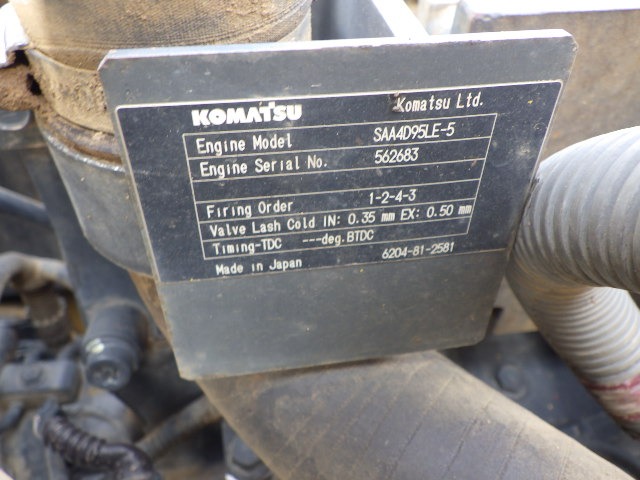 KOMATSU Komatsu Ltd.
Engine Model SAA4D95LE-5
Engine Serial No. 562683
Firing Order 1-2-4-3
Valve Lash Cold IN: 0.35 mm EX: 0.50 mm
Timing-TDC ---deg.BTDC
Made in Japan 6204-81-2581